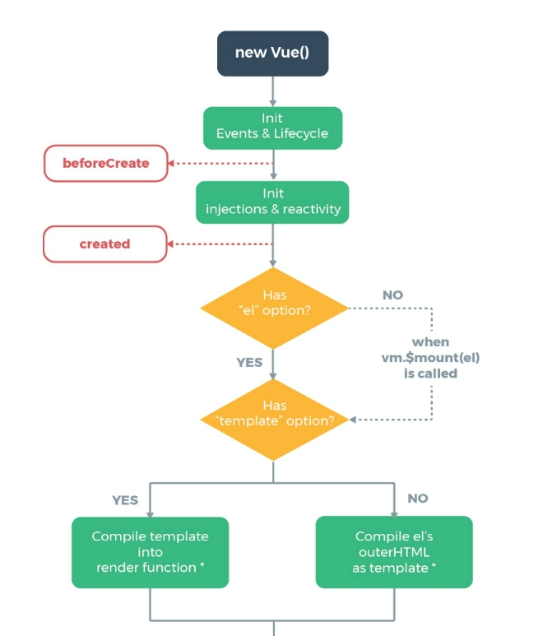 new Vue()
Init
Events & Lifecycle
beforeCreate
Init
injections & reactivity
created
Has
"el" option?
NO
when
vm.$mount(el)
is called
YES
Has
"template" option?
YES
NO
Compile template
into
render function *
Compile el's
outerHTML
as template *